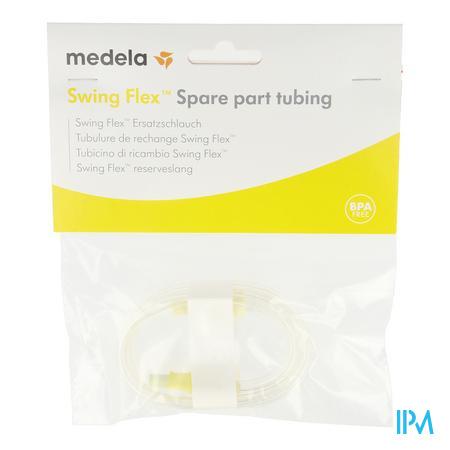 medela
Swing Flex™ Spare part tubing
Swing Flex™ Ersatzschlauch
Tubulure de rechange Swing Flex™
Tubicino di ricambio Swing Flex™
Swing Flex™ reserveslang
BPA
FREE
IPM